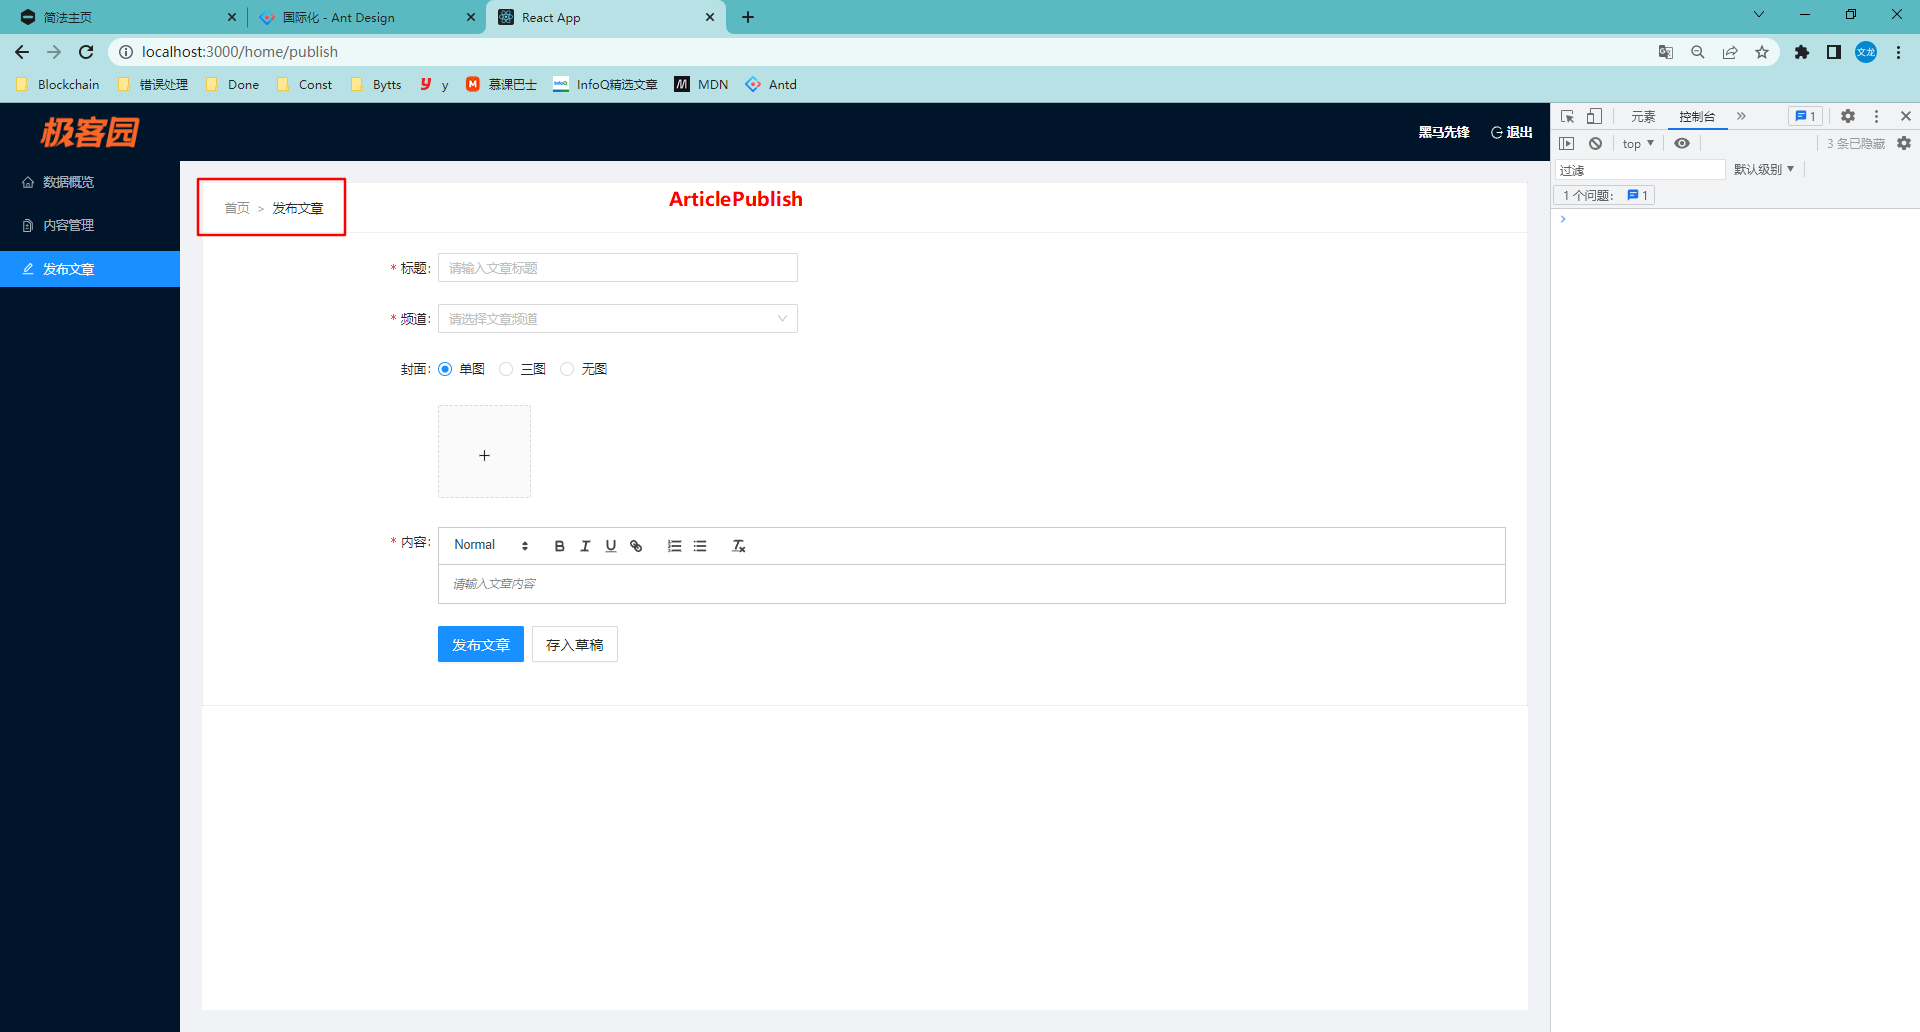 简法主页
国际化 - Ant Design
React App
localhost:3000/home/publish
文龙
Blockchain
错误处理
Done
Const
Bytts
y
慕课巴士
InfoQ精选文章
MDN
Antd
极客园
黑马先锋
退出
数据概览
内容管理
发布文章
首页 > 发布文章
ArticlePublish
* 标题:
请输入文章标题
* 频道:
请选择文章频道
封面:
单图
三图
无图
* 内容:
Normal
请输入文章内容
发布文章
存入草稿
元素
控制台
1
top
3 条已隐藏
过滤
默认级别
1 个问题:
1